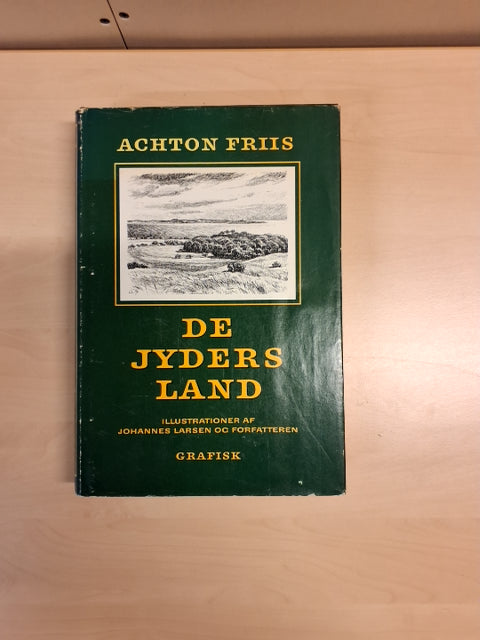 ACHTON FRIIS
DE
JYDERS
LAND
ILLUSTRATIONER AF
JOHANNES LARSEN OG FORFATTEREN
GRAFISK